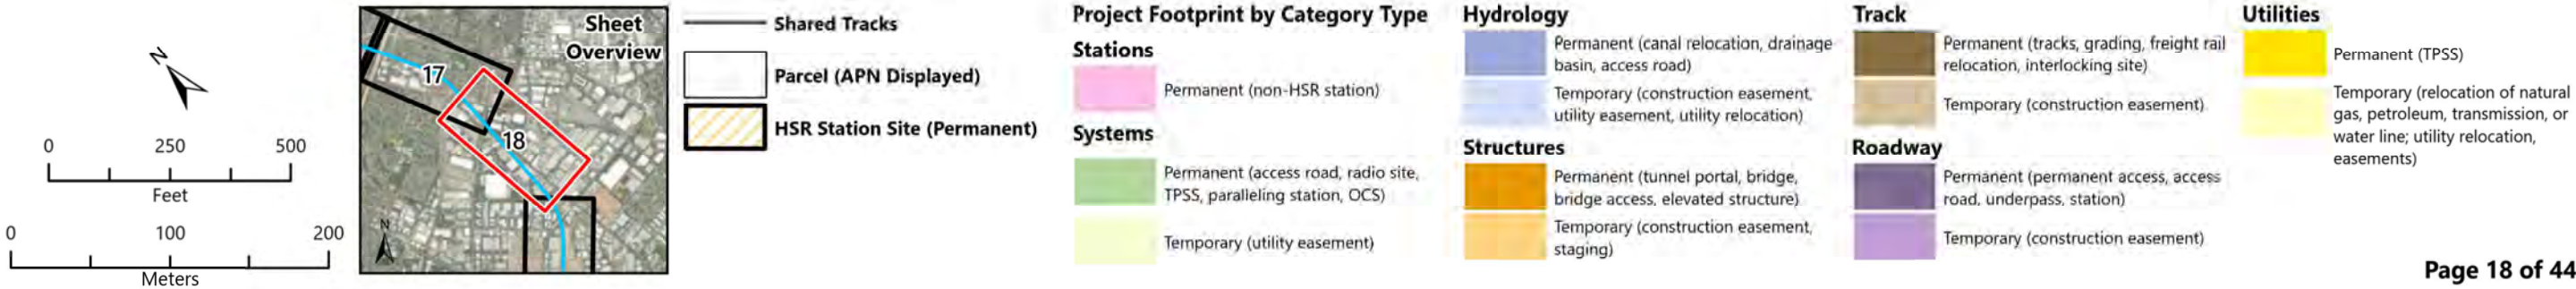 N
0 250 500
Feet
0 100 200
Meters
Sheet
Overview
17
18
N
Shared Tracks
Parcel (APN Displayed)
HSR Station Site (Permanent)
Project Footprint by Category Type
Stations
Permanent (non-HSR station)
Systems
Permanent (access road, radio site,
TPSS, paralleling station, OCS)
Temporary (utility easement)
Hydrology
Permanent (canal relocation, drainage
basin, access road)
Temporary (construction easement,
utility easement, utility relocation)
Structures
Permanent (tunnel portal, bridge,
bridge access, elevated structure)
Temporary (construction easement,
staging)
Track
Permanent (tracks, grading, freight rail
relocation, interlocking site)
Temporary (construction easement)
Roadway
Permanent (permanent access, access
road, underpass, station)
Temporary (construction easement)
Utilities
Permanent (TPSS)
Temporary (relocation of natural
gas, petroleum, transmission, or
water line; utility relocation,
easements)
Page 18 of 44